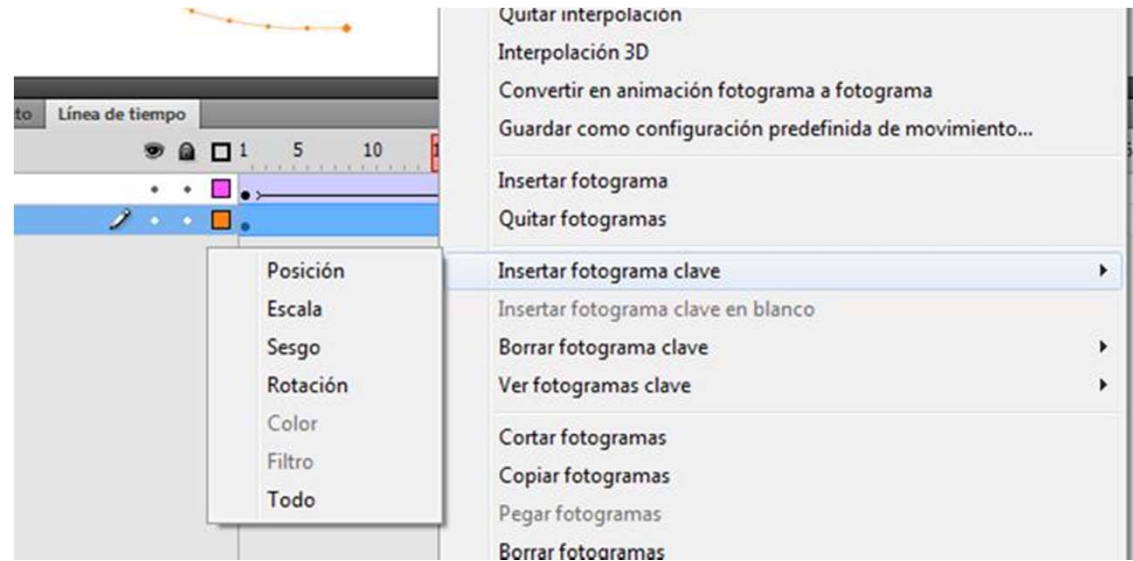 Quitar interpolación
Interpolación 3D
Convertir en animación fotograma a fotograma
Guardar como configuración predefinida de movimiento...
to Línea de tiempo
1 5 10 1
Insertar fotograma
Quitar fotogramas
Insertar fotograma clave
Insertar fotograma clave en blanco
Borrar fotograma clave
Ver fotogramas clave
Cortar fotogramas
Copiar fotogramas
Pegar fotogramas
Borrar fotogramas
Posición
Escala
Sesgo
Rotación
Color
Filtro
Todo